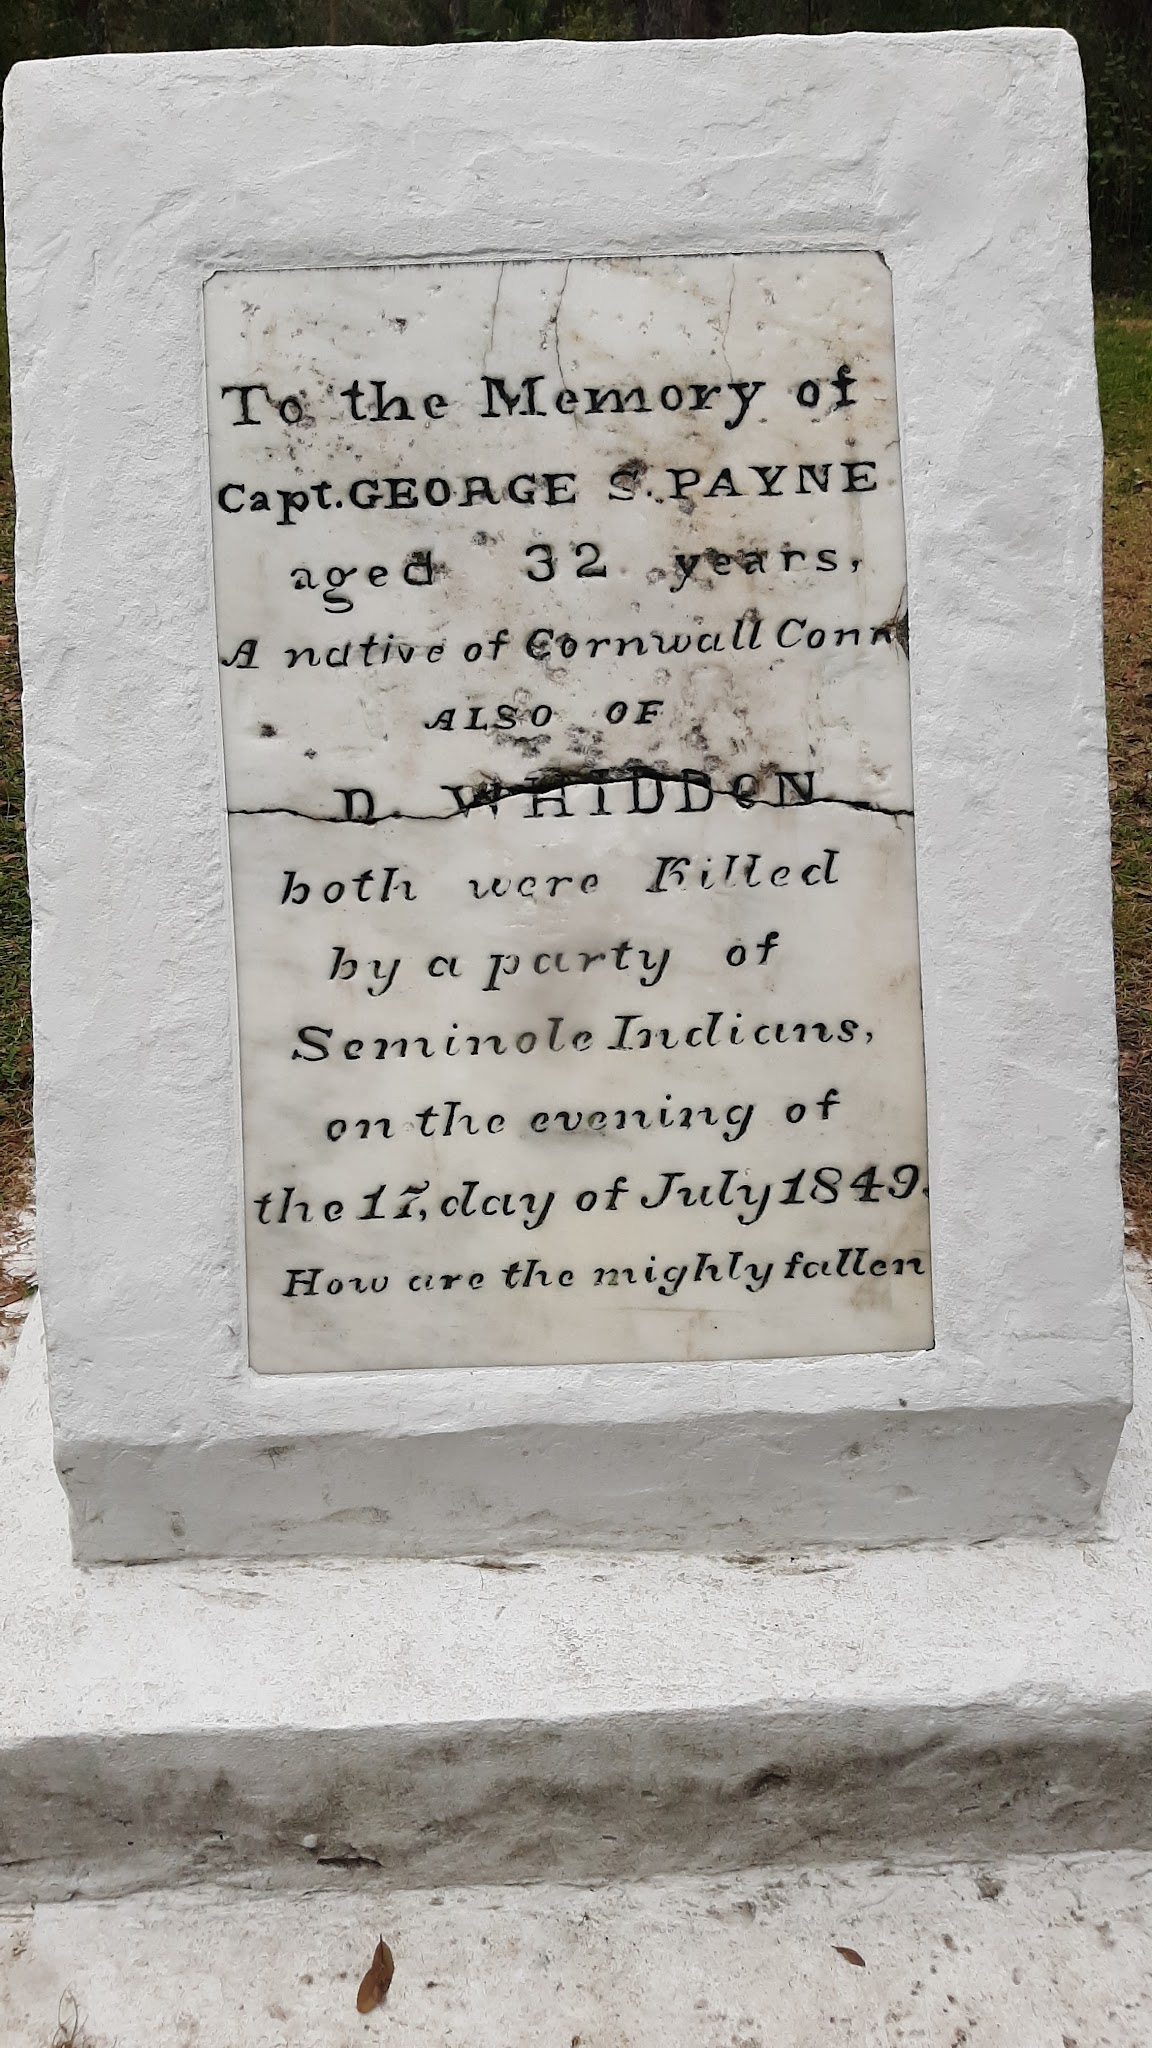 To the Memory of
Capt. GEORGE S. PAYNE
aged 32 years,
A native of Cornwall Conn
ALSO OF
D. WHIDDON
both were Killed
by a party of
Seminole Indians,
on the evening of
the 17, day of July 1849.
How are the mighty fallen